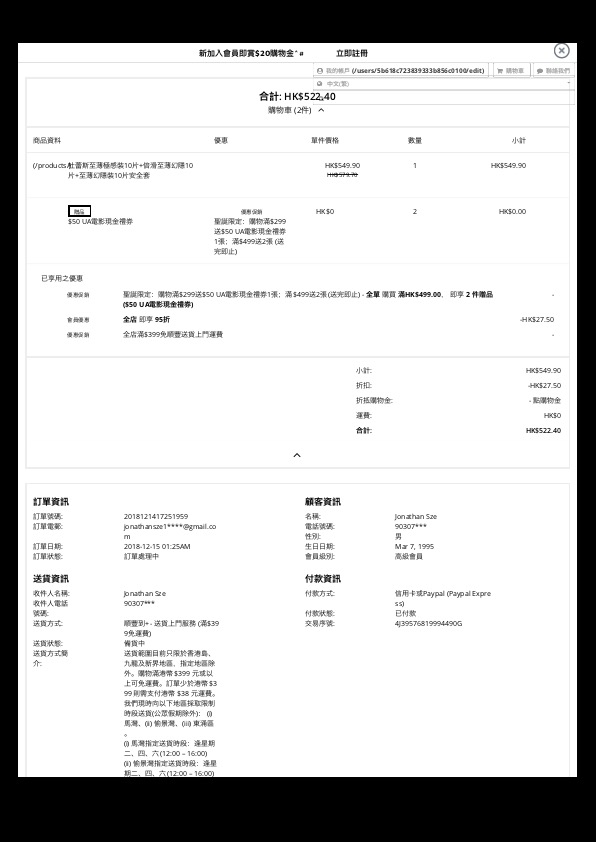 新加入會員即賞$20購物金^ # 立即註冊
我的帳戶 (/users/5b618c723839333b856c0100/edit) 購物車 聯絡我們
中文(繁)
合計: HK$522.40
購物車 (2件)
商品資料 優惠 單件價格 數量 小計
(/products/ 杜蕾斯至薄極感裝10片+倍滑至薄幻隱10 HK$549.90 1 HK$549.90
片+至薄幻隱裝10片安全套 HK$579.70
贈品 優惠促銷 HK$0 2 HK$0.00
$50 UA電影現金禮券 聖誕限定：購物滿$299
送$50 UA電影現金禮券
1張；滿$499送2張 (送
完即止)
已享用之優惠
優惠促銷 聖誕限定：購物滿$299送$50 UA電影現金禮券1張；滿$499送2張(送完即止) - 全單 購買 滿HK$499.00， 即享 2 件贈品 -
($50 UA電影現金禮券)
會員優惠 全店 即享 95折 -HK$27.50
優惠促銷 全店滿$399免順豐送貨上門運費 -
小計: HK$549.90
折扣: -HK$27.50
折抵購物金: - 點購物金
運費: HK$0
合計: HK$522.40
訂單資訊
訂單號碼: 20181214172519​59
訂單電郵: jonathansze1****@gmail.co
m
訂單日期: 2018-12-15 01:25AM
訂單狀態: 訂單處理中
顧客資訊
名稱: Jonathan Sze
電話號碼: 90307***
性別: 男
生日日期: Mar 7, 1995
會員級別: 高級會員
送貨資訊
收件人名稱: Jonathan Sze
收件人電話 90307***
號碼:
送貨方式: 順豐到+ - 送貨上門服務 (滿$39
9免運費)
送貨狀態: 備貨中
送貨方式簡 送貨範圍目前只限於香港島、
介: 九龍及新界地區、指定地區除
外。購物滿港幣 $399 元或以
上可免運費。訂單少於港幣 $3
99 則需支付港幣 $38 元運費。
我們現時向以下地區採取限制
時段送貨(公眾假期除外)： (i)
馬灣、(ii) 愉景灣、(iii) 東涌區
。
(i) 馬灣指定送貨時段：逢星期
二、四、六 (12:00 – 16:00)
(ii) 愉景灣指定送貨時段：逢星
期二、四、六 (12:00 – 16:00)
付款資訊
付款方式: 信用卡或Paypal (Paypal Expre
ss)
付款狀態: 已付款
交易序號: 4J39576819994490G